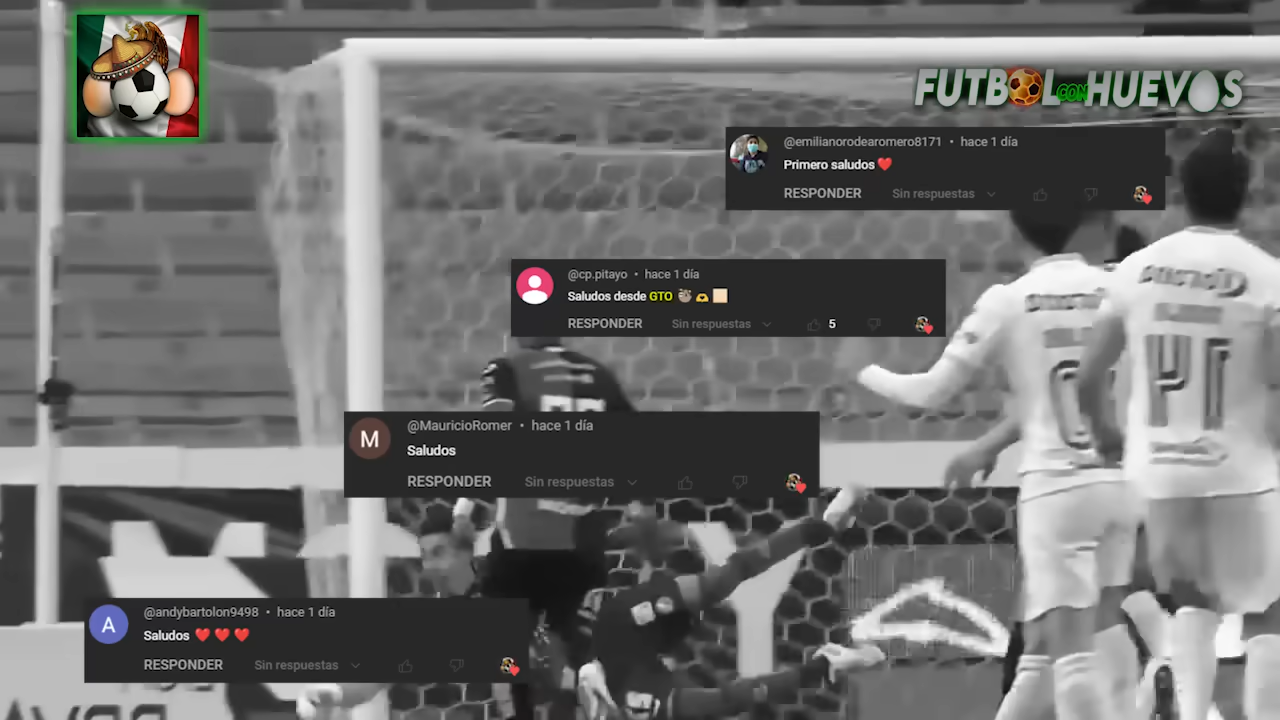 FUTBOL CON HUEVOS
@emilianorodearomero8171 • hace 1 día
Primero saludos ❤️
RESPONDER Sin respuestas
@cp.pitayo • hace 1 día
Saludos desde GTO 🦥🫶🏻
RESPONDER Sin respuestas 5
M
@MauricioRomer • hace 1 día
Saludos
RESPONDER Sin respuestas
A
@andybartolon9498 • hace 1 día
Saludos ❤️❤️❤️
RESPONDER Sin respuestas